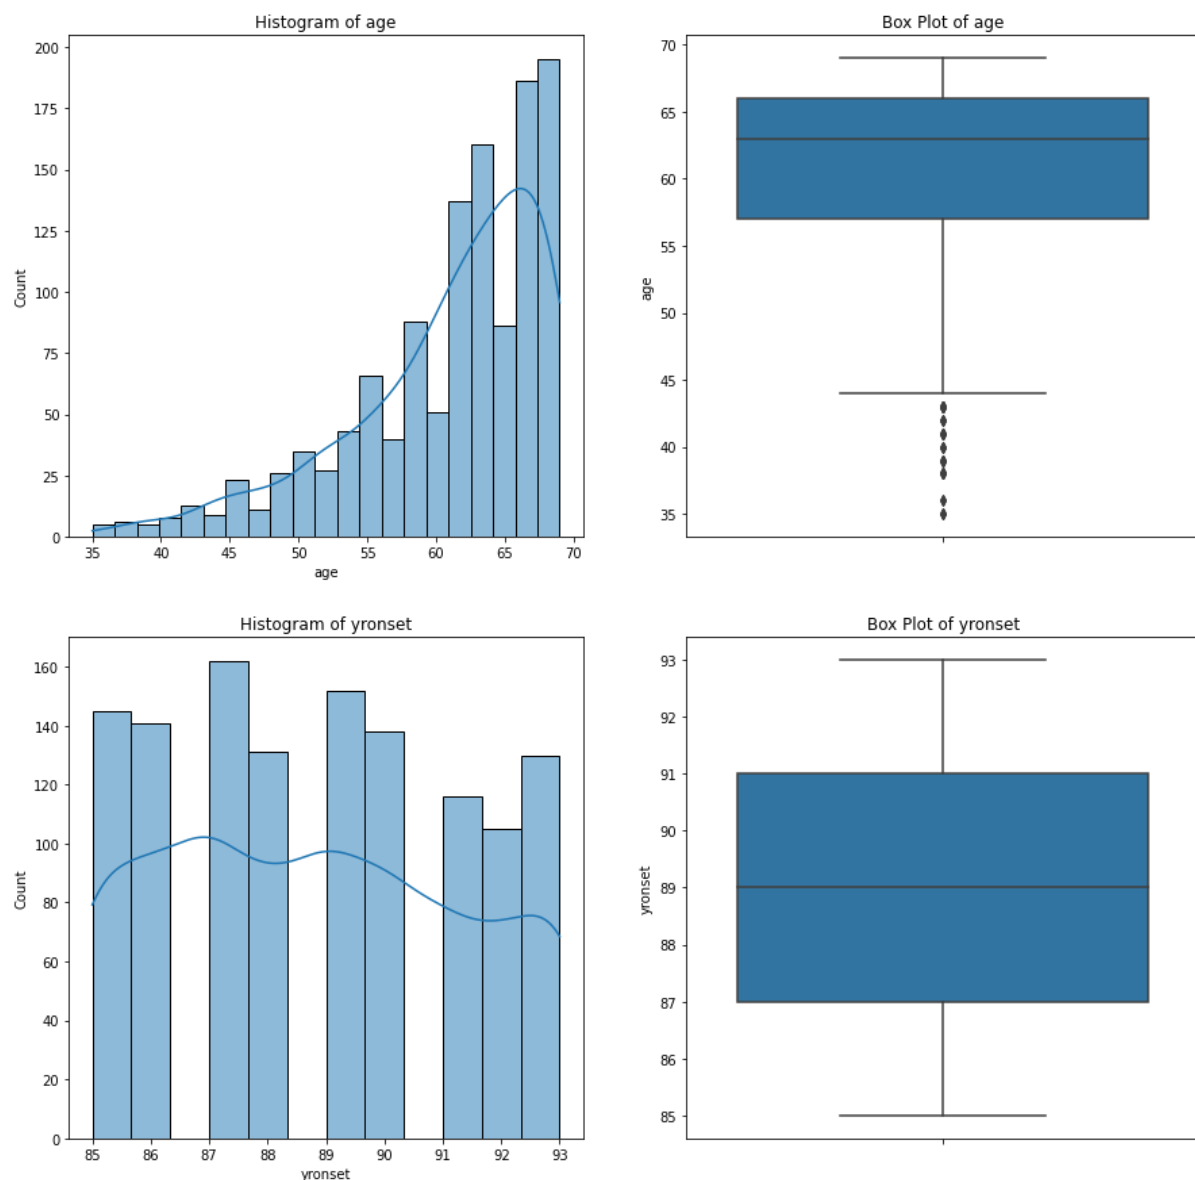 Histogram of age
Count
200
175
150
125
100
75
50
25
0
35 40 45 50 55 60 65 70
age
Box Plot of age
age
70
65
60
55
50
45
40
35
Histogram of yronset
Count
160
140
120
100
80
60
40
20
0
85 86 87 88 89 90 91 92 93
yronset
Box Plot of yronset
yronset
93
92
91
90
89
88
87
86
85